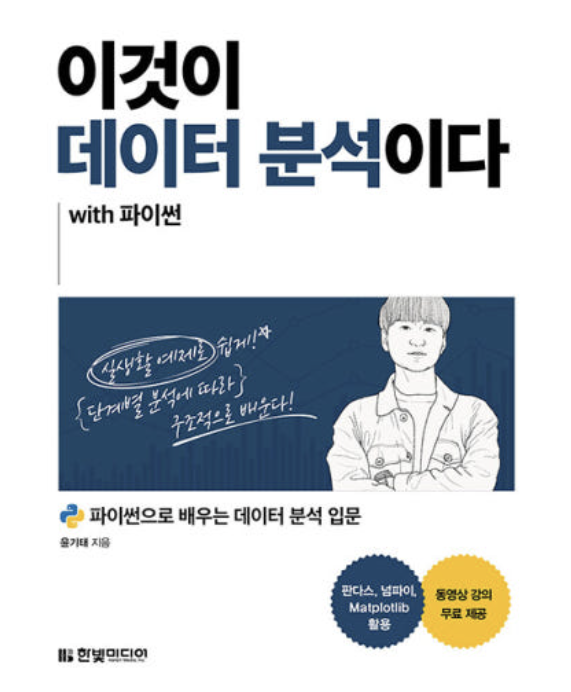 이것이
데이터 분석이다
with 파이썬
실생활 예제로 쉽게!
{단계별 분석에 따라}
구조적으로 배운다!
파이썬으로 배우는 데이터 분석 입문
윤기태 지음
판다스, 넘파이,
Matplotlib
활용
동영상 강의
무료 제공
한빛미디어